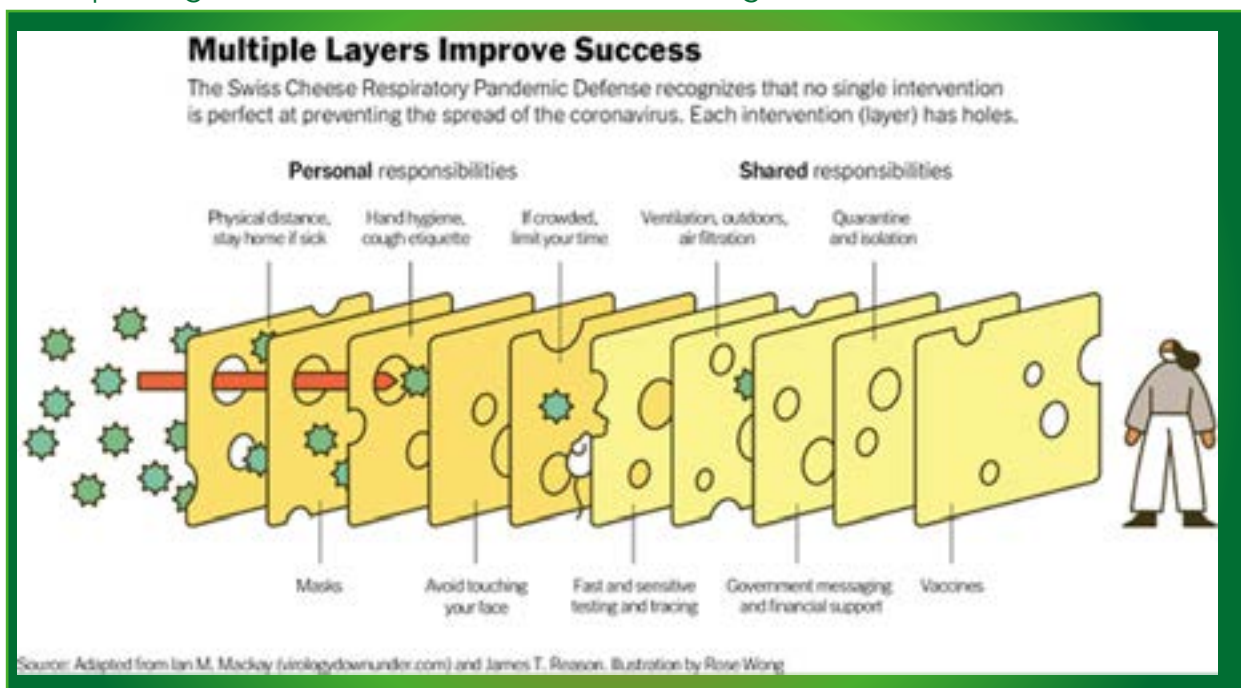 Multiple Layers Improve Success
The Swiss Cheese Respiratory Pandemic Defense recognizes that no single intervention
is perfect at preventing the spread of the coronavirus. Each intervention (layer) has holes.
Personal responsibilities
Shared responsibilities
Physical distance,
stay home if sick
Hand hygiene,
cough etiquette
If crowded,
limit your time
Ventilation, outdoors,
air filtration
Quarantine
and isolation
Masks
Avoid touching
your face
Fast and sensitive
testing and tracing
Government messaging
and financial support
Vaccines
Source: Adapted from Ian M. Mackay (virologydownunder.com) and James T. Reason. Illustration by Rose Wong